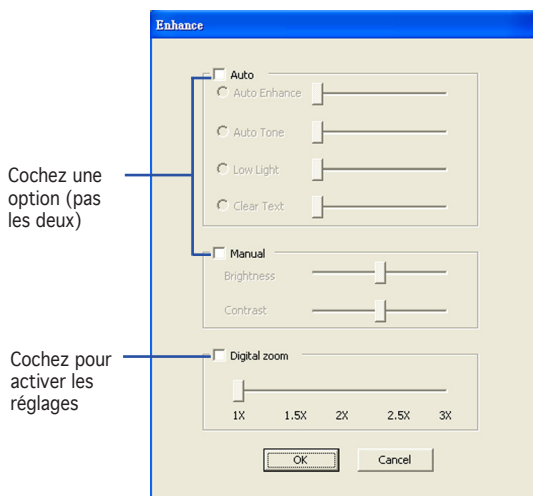 Enhance
Auto
Auto Enhance
Auto Tone
Low Light
Clear Text
Cochez une
option (pas
les deux)
Manual
Brightness
Contrast
Cochez pour
activer les
réglages
Digital zoom
1X 1.5X 2X 2.5X 3X
OK Cancel